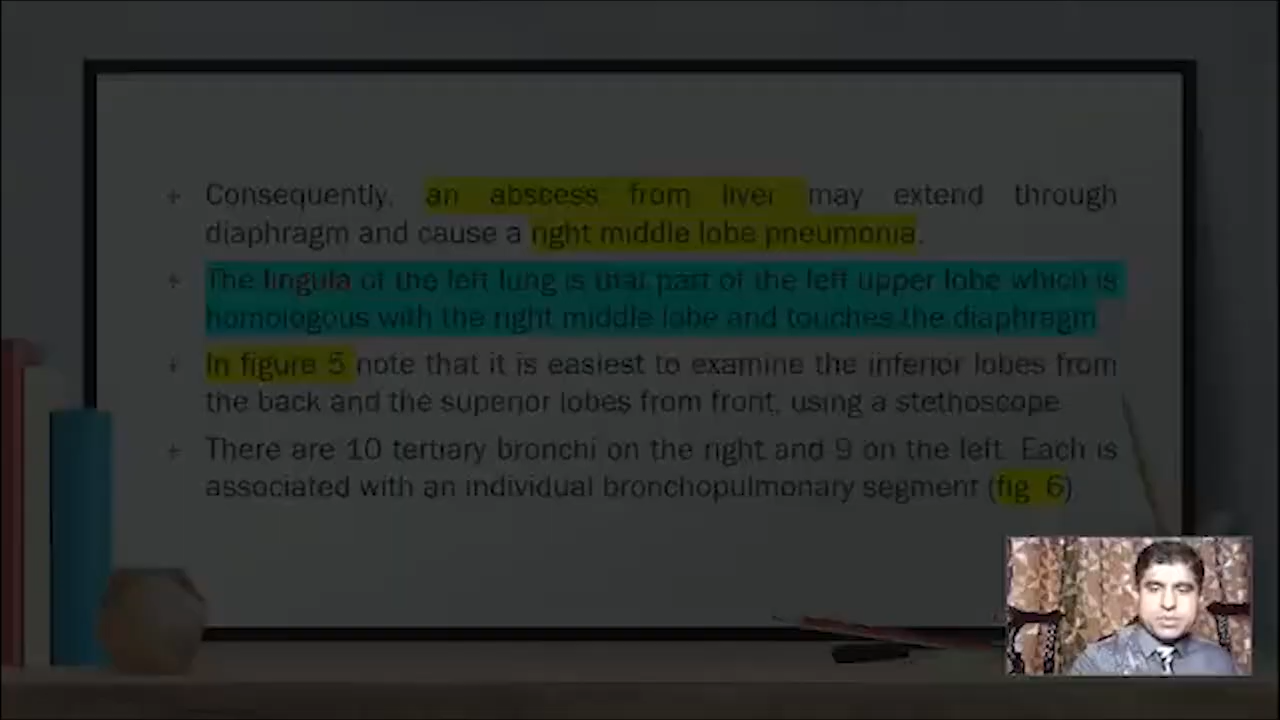 Consequently, an abscess from liver may extend through
diaphragm and cause a right middle lobe pneumonia.
The lingula of the left lung is that part of the left upper lobe which is
homologous with the right middle lobe and touches the diaphragm
In figure 5 note that it is easiest to examine the inferior lobes from
the back and the superior lobes from front, using a stethoscope
There are 10 tertiary bronchi on the right and 9 on the left. Each is
associated with an individual bronchopulmonary segment (fig 6)